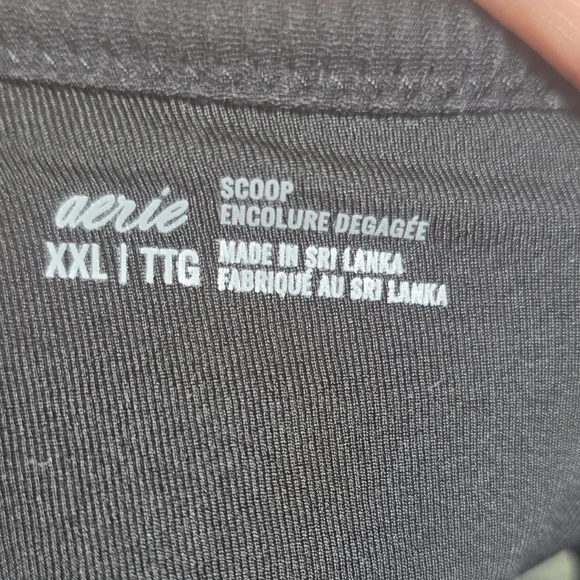 aerie
XXL | TTG
SCOOP
ENCOLURE DEGAGÉE
MADE IN SRI LANKA
FABRIQUÉ AU SRI LANKA